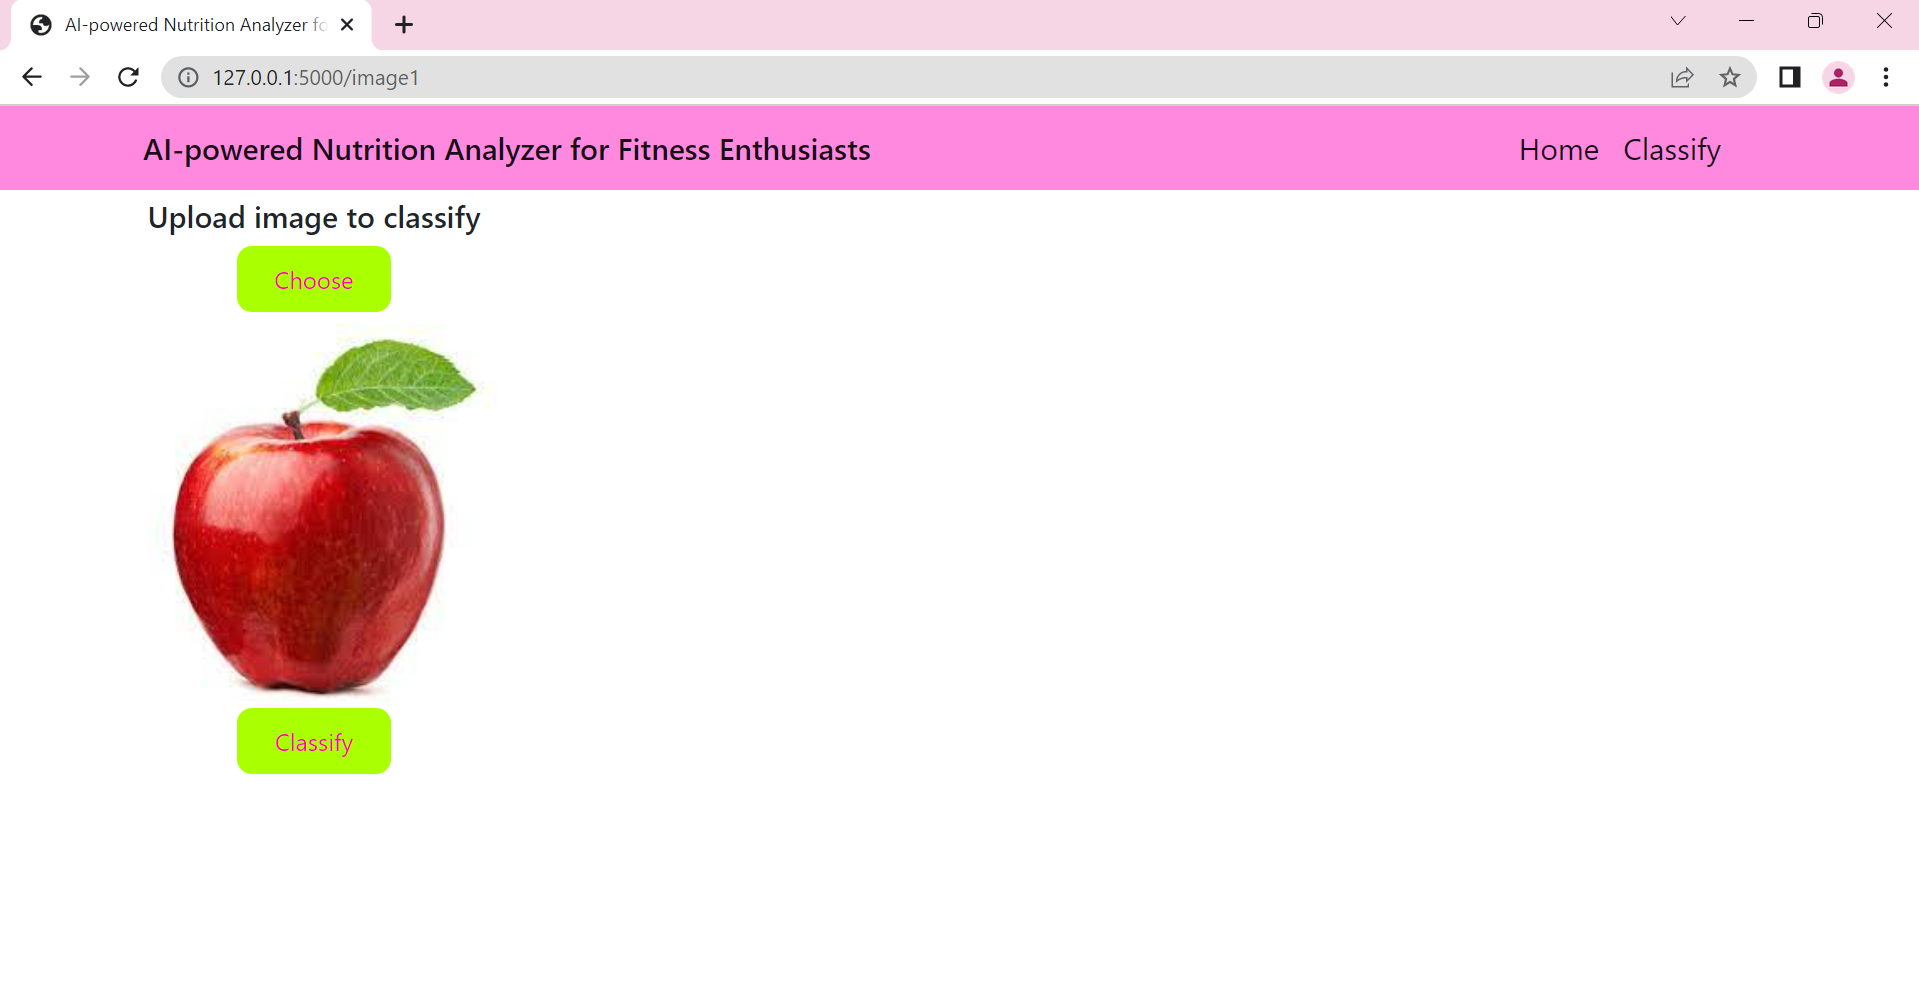 AI-powered Nutrition Analyzer fo
127.0.0.1:5000/image1
AI-powered Nutrition Analyzer for Fitness Enthusiasts
Home Classify
Upload image to classify
Choose
Classify